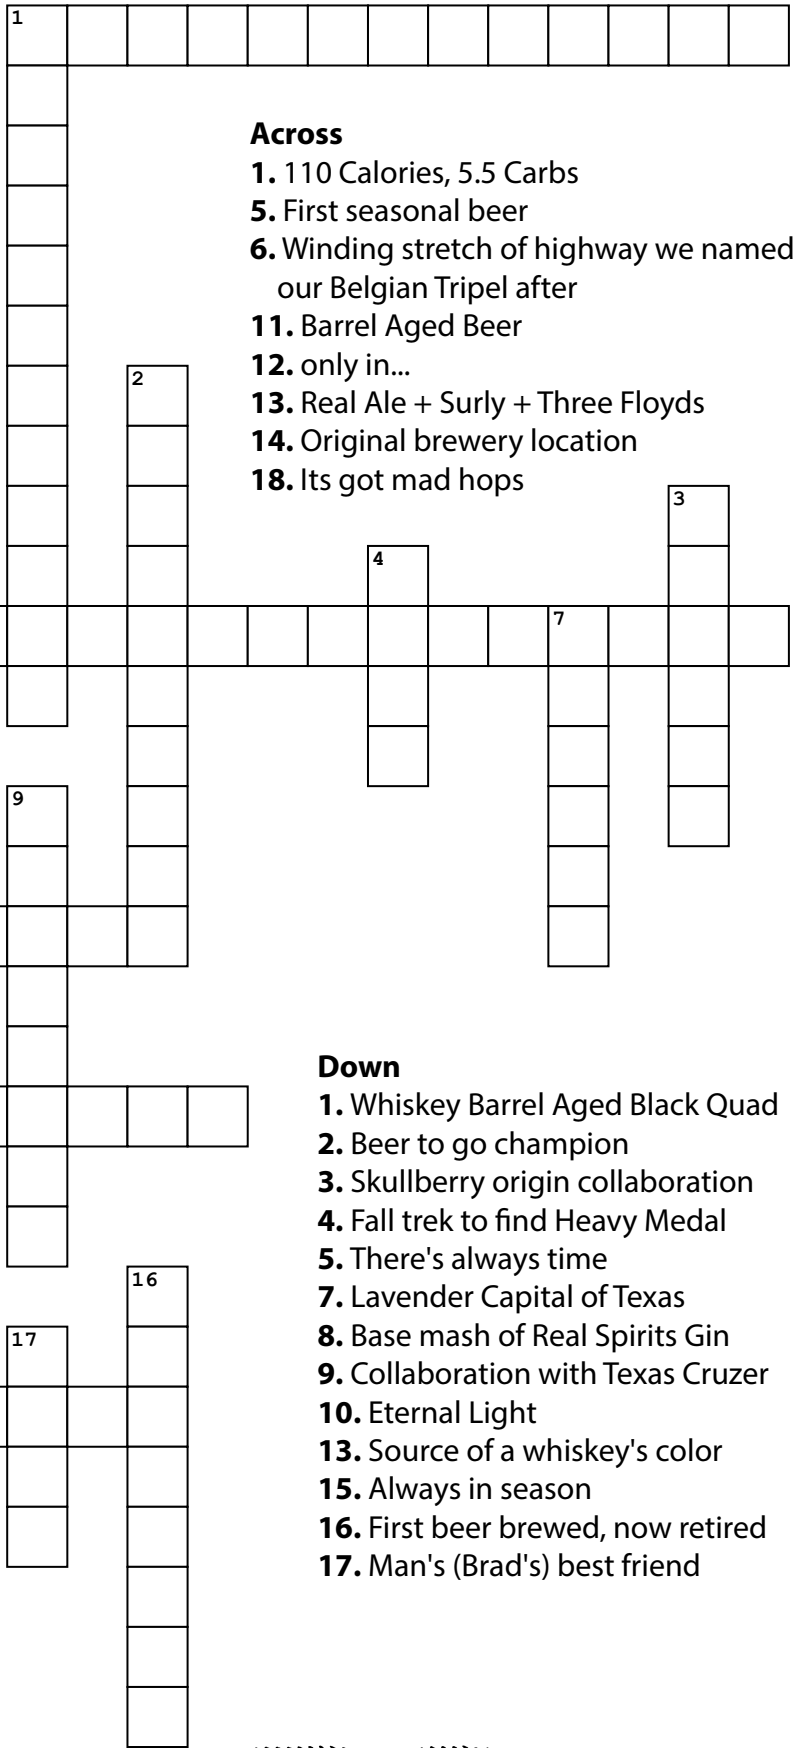 1
Across
1. 110 Calories, 5.5 Carbs
5. First seasonal beer
6. Winding stretch of highway we named
our Belgian Tripel after
11. Barrel Aged Beer
12. only in...
13. Real Ale + Surly + Three Floyds
14. Original brewery location
18. Its got mad hops
2
3
4
7
9
Down
1. Whiskey Barrel Aged Black Quad
2. Beer to go champion
3. Skullberry origin collaboration
4. Fall trek to find Heavy Medal
5. There's always time
7. Lavender Capital of Texas
8. Base mash of Real Spirits Gin
9. Collaboration with Texas Cruzer
10. Eternal Light
13. Source of a whiskey's color
15. Always in season
16. First beer brewed, now retired
17. Man's (Brad's) best friend
16
17